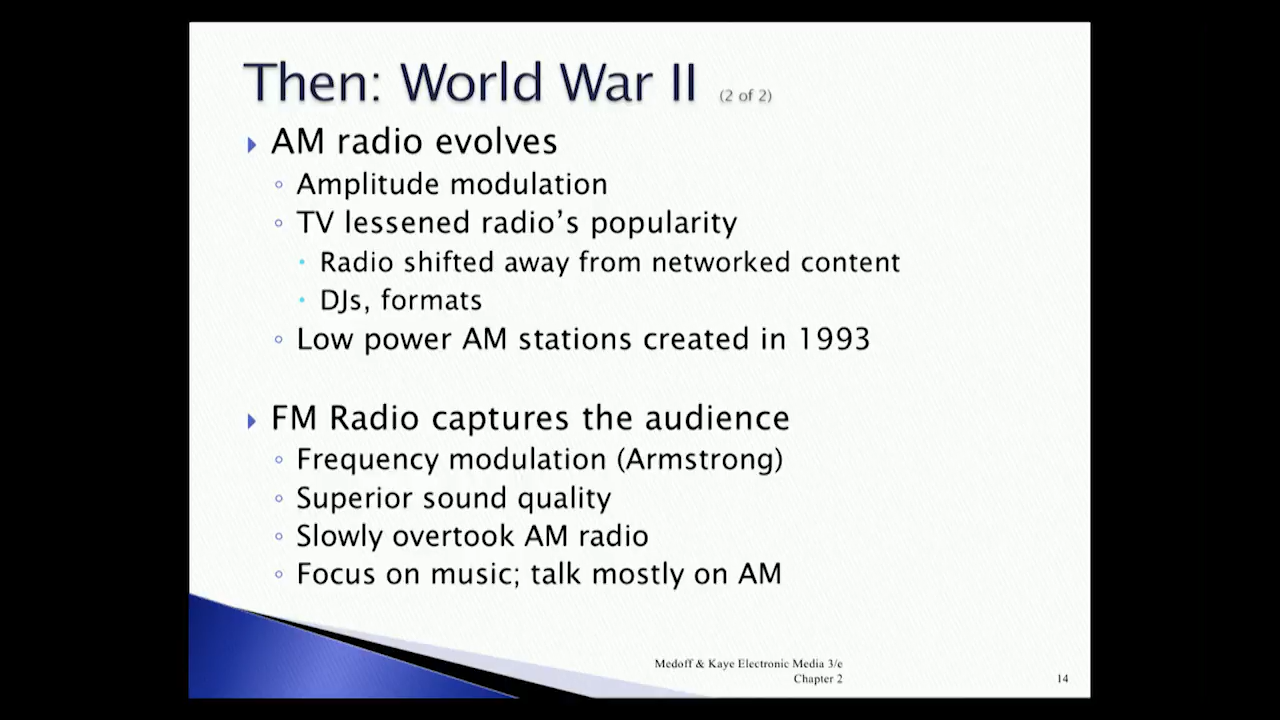 Then: World War II (2 of 2)
AM radio evolves
Amplitude modulation
TV lessened radio’s popularity
Radio shifted away from networked content
DJs, formats
Low power AM stations created in 1993
FM Radio captures the audience
Frequency modulation (Armstrong)
Superior sound quality
Slowly overtook AM radio
Focus on music; talk mostly on AM
Medoff & Kaye Electronic Media 3/e
Chapter 2
14